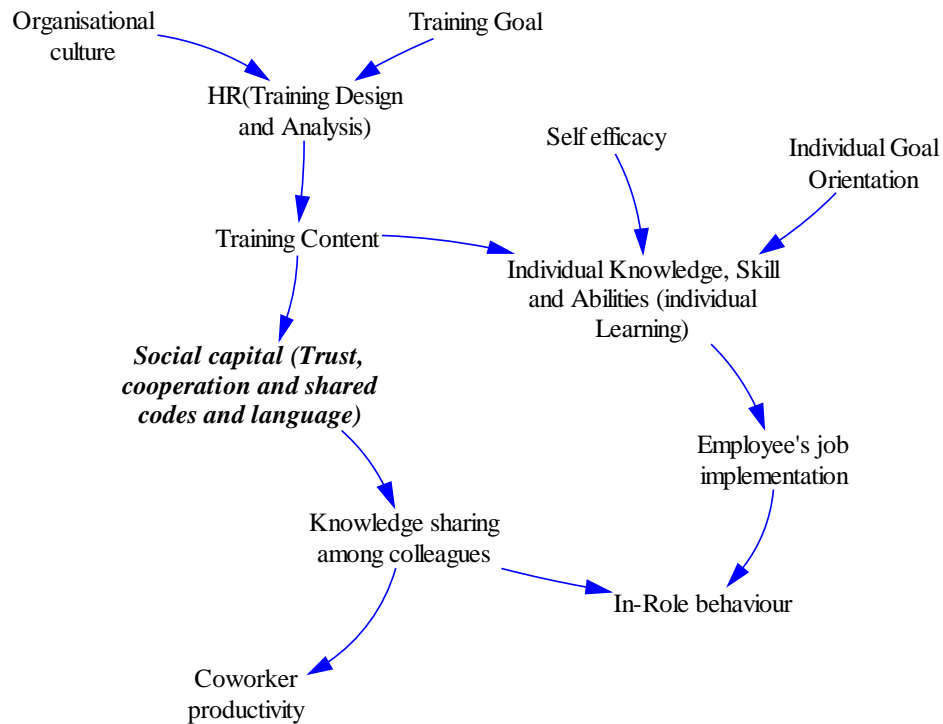 Organisational
culture
Training Goal
HR(Training Design
and Analysis)
Self efficacy
Individual Goal
Orientation
Training Content
Individual Knowledge, Skill
and Abilities (individual
Learning)
Social capital (Trust,
cooperation and shared
codes and language)
Employee's job
implementation
Knowledge sharing
among colleagues
In-Role behaviour
Coworker
productivity